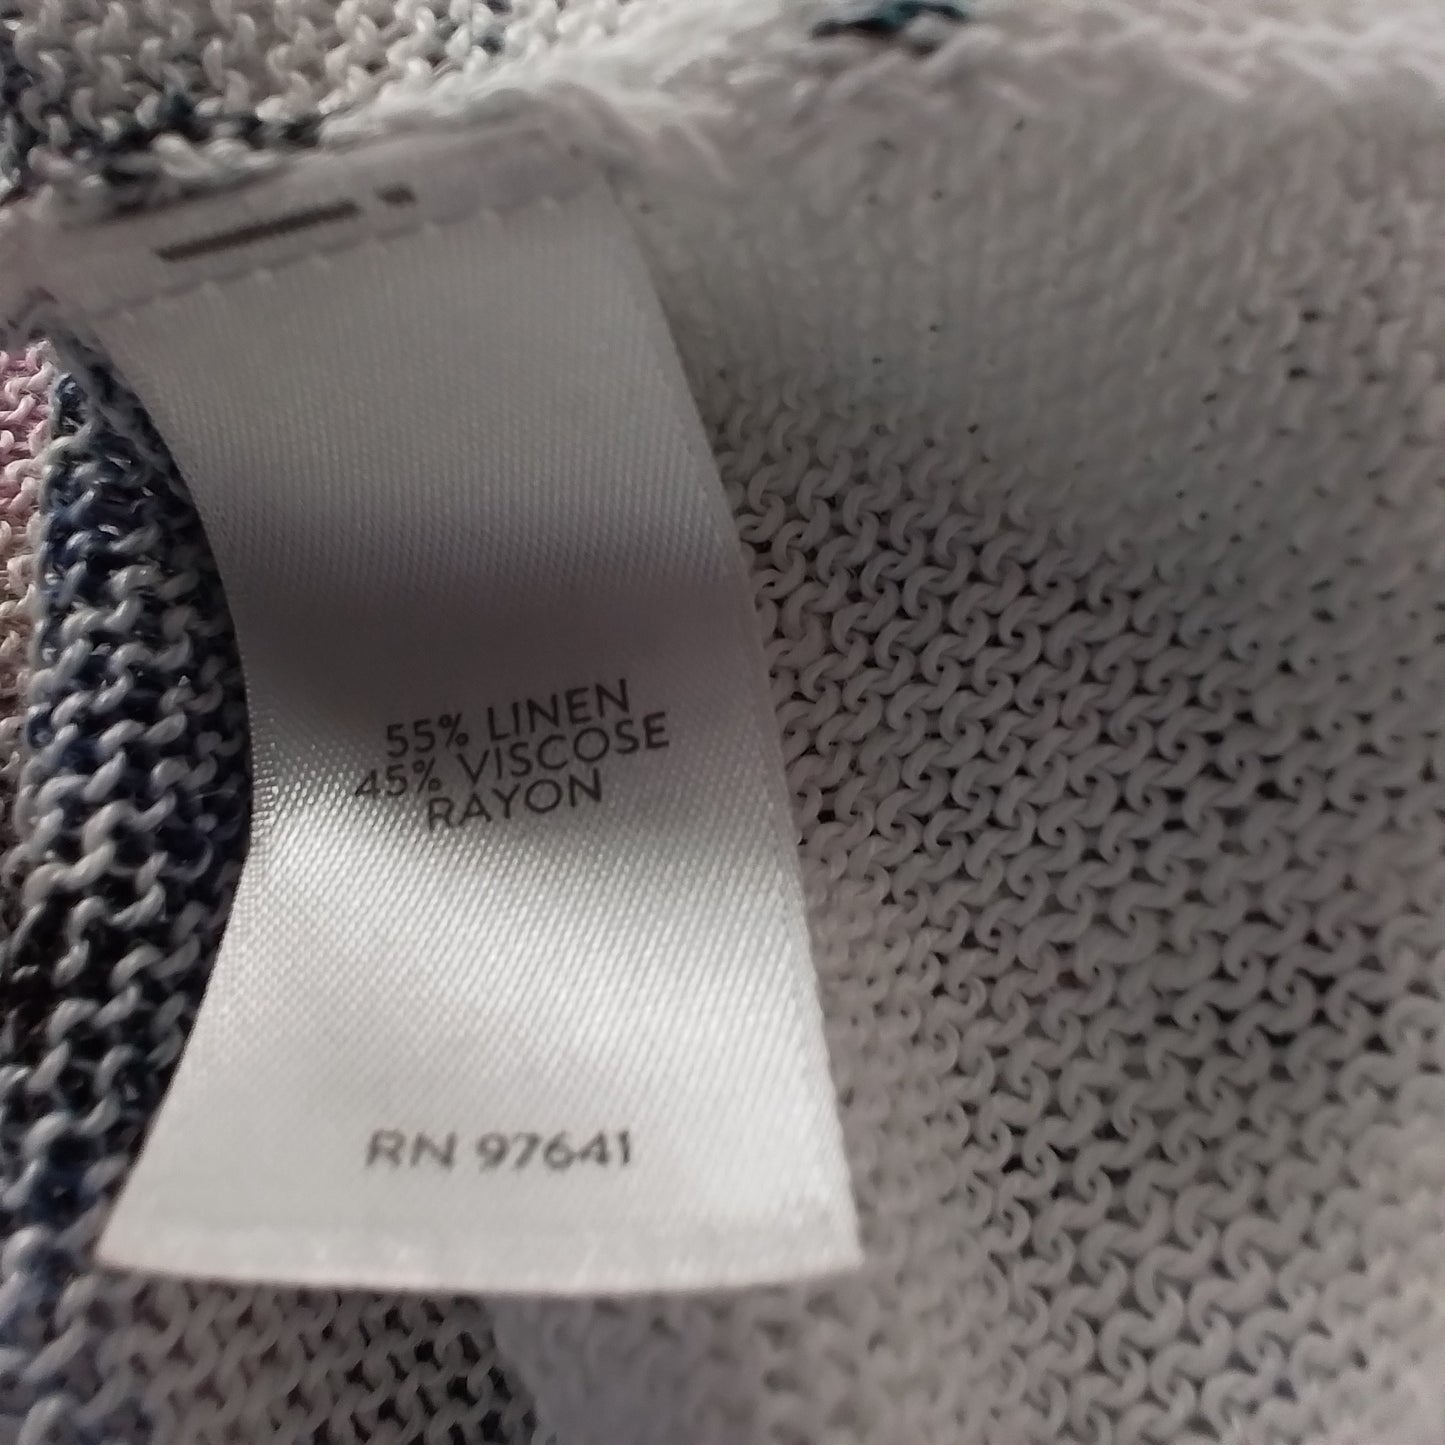 55% LINEN
45% VISCOSE
RAYON
RN 97641